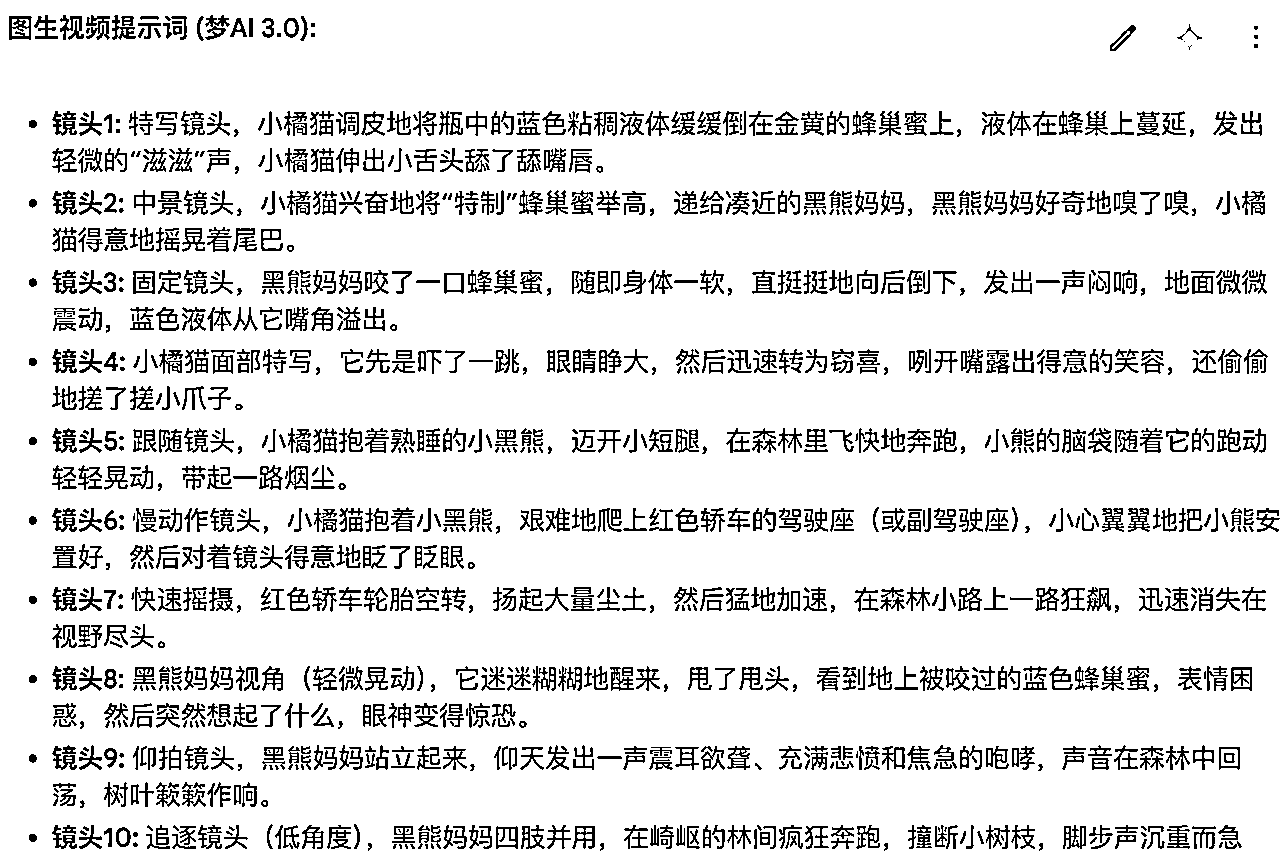 图生视频提示词 (梦AI 3.0):
• 镜头1: 特写镜头，小橘猫调皮地将瓶中的蓝色粘稠液体缓缓倒在金黄的蜂巢蜜上，液体在蜂巢上蔓延，发出
轻微的“滋滋”声，小橘猫伸出小舌头舔了舔嘴唇。
• 镜头2: 中景镜头，小橘猫兴奋地将“特制”蜂巢蜜举高，递给凑近的黑熊妈妈，黑熊妈妈好奇地嗅了嗅，小橘
猫得意地摇晃着尾巴。
• 镜头3: 固定镜头，黑熊妈妈咬了一口蜂巢蜜，随即身体一软，直挺挺地向后倒下，发出一声闷响，地面微微
震动，蓝色液体从它嘴角溢出。
• 镜头4: 小橘猫面部特写，它先是吓了一跳，眼睛睁大，然后迅速转为窃喜，咧开嘴露出得意的笑容，还偷偷
地搓了搓小爪子。
• 镜头5: 跟随镜头，小橘猫抱着熟睡的小黑熊，迈开小短腿，在森林里飞快地奔跑，小熊的脑袋随着它的跑动
轻轻晃动，带起一路烟尘。
• 镜头6: 慢动作镜头，小橘猫抱着小黑熊，艰难地爬上红色轿车的驾驶座（或副驾驶座），小心翼翼地把小熊安
置好，然后对着镜头得意地眨了眨眼。
• 镜头7: 快速摇摄，红色轿车轮胎空转，扬起大量尘土，然后猛地加速，在森林小路上一路狂飙，迅速消失在
视野尽头。
• 镜头8: 黑熊妈妈视角（轻微晃动），它迷迷糊糊地醒来，甩了甩头，看到地上被咬过的蓝色蜂巢蜜，表情困
惑，然后突然想起了什么，眼神变得惊恐。
• 镜头9: 仰拍镜头，黑熊妈妈站立起来，仰天发出一声震耳欲聋、充满悲愤和焦急的咆哮，声音在森林中回
荡，树叶簌簌作响。
• 镜头10: 追逐镜头（低角度），黑熊妈妈四肢并用，在崎岖的林间疯狂奔跑，撞断小树枝，脚步声沉重而急